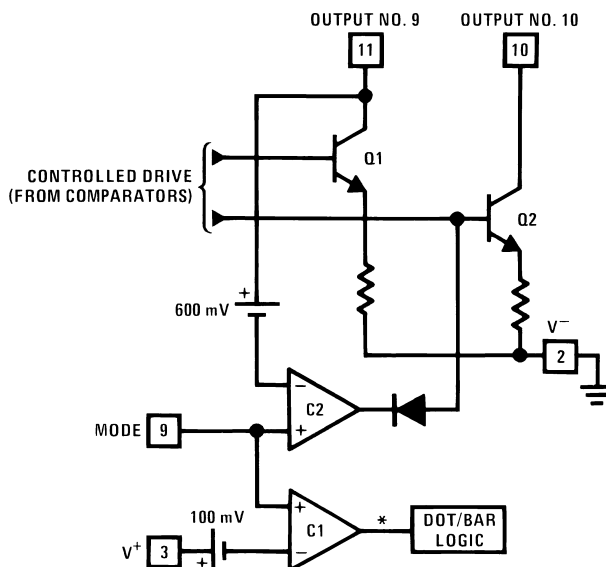 OUTPUT NO. 9
OUTPUT NO. 10
11
10
Q1
CONTROLLED DRIVE
(FROM COMPARATORS)
Q2
+
600 mV
V−
2
−
C2
+
MODE 9
+
100 mV
C1
*
DOT/BAR
LOGIC
V+ 3
+
−